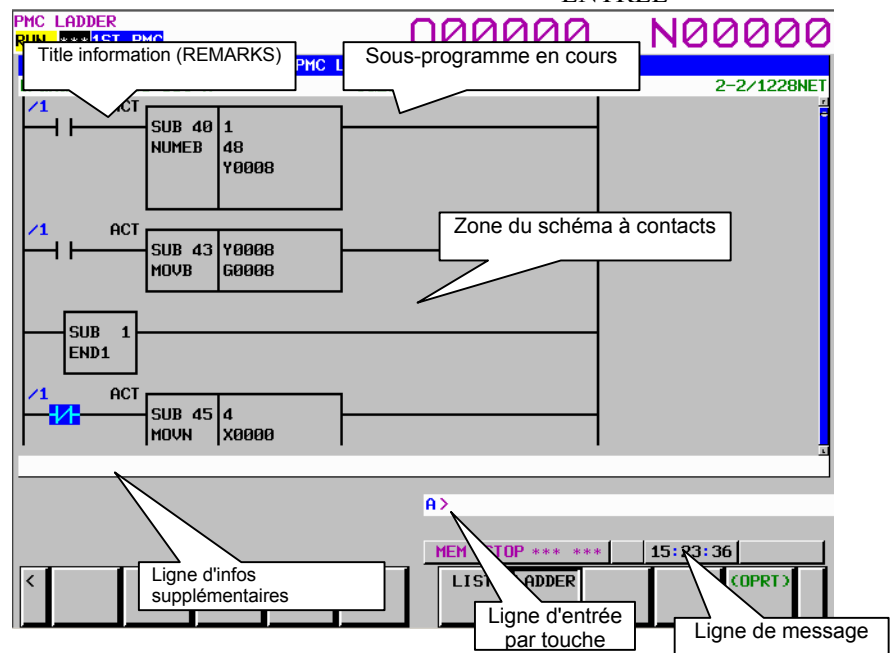 ENTREE
PMC LADDER
O00000 N00000
RUN *** 1ST PMC
Title information (REMARKS)
PMC L
Sous-programme en cours
2-2/1228NET
/1 ACT
SUB 40 1
NUMEB 48
Y0008
/1 ACT
Zone du schéma à contacts
SUB 43 Y0008
MOVB G0008
SUB 1
END1
/1 ACT
SUB 45 4
MOVN X0000
A>
MEM STOP *** *** 15:23:36
< LIST LADDER (OPRT)
Ligne d'infos
supplémentaires
Ligne d'entrée
par touche
Ligne de message